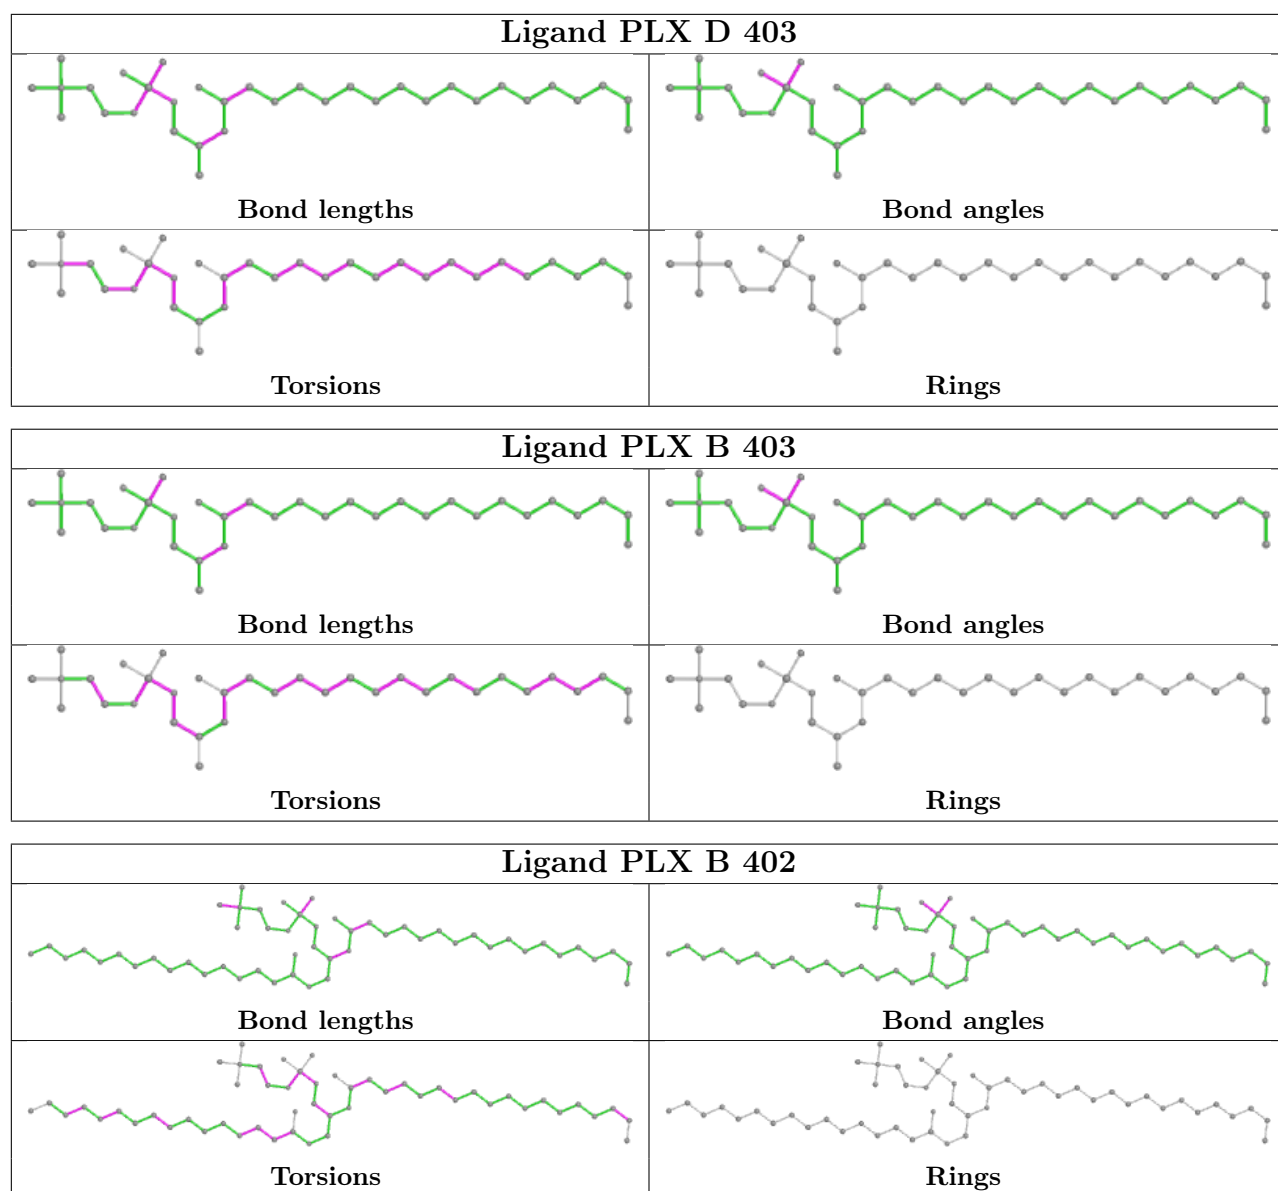 Ligand PLX D 403
Bond lengths
Bond angles
Torsions
Rings
Ligand PLX B 403
Bond lengths
Bond angles
Torsions
Rings
Ligand PLX B 402
Bond lengths
Bond angles
Torsions
Rings